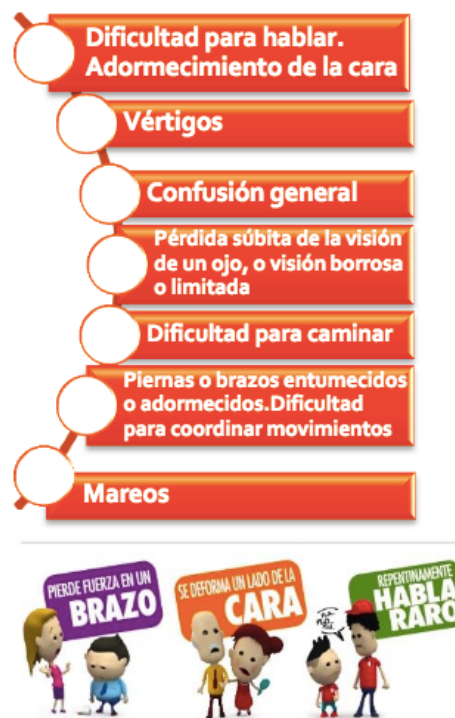 Dificultad para hablar.
Adormecimiento de la cara
Vértigos
Confusión general
Pérdida súbita de la visión
de un ojo, o visión borrosa
o limitada
Dificultad para caminar
Piernas o brazos entumecidos
o adormecidos.Dificultad
para coordinar movimientos
Mareos
PIERDE FUERZA EN UN
BRAZO
SE DEFORMA UN LADO DE LA
CARA
REPENTINAMENTE
HABLA
RARO